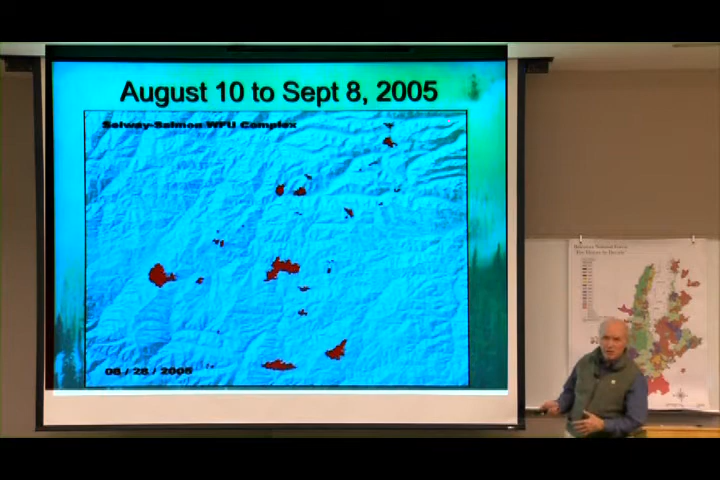 August 10 to Sept 8, 2005
Selway-Salmon WFU Complex
08 / 28 / 2005